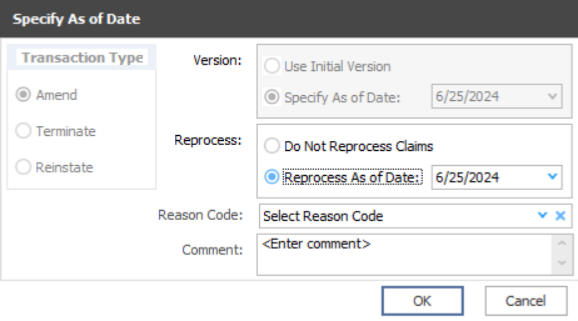 Specify As of Date
Transaction Type
Amend
Terminate
Reinstate
Version:
Use Initial Version
Specify As of Date: 6/25/2024
Reprocess:
Do Not Reprocess Claims
Reprocess As of Date: 6/25/2024
Reason Code: Select Reason Code
Comment: <Enter comment>
OK Cancel